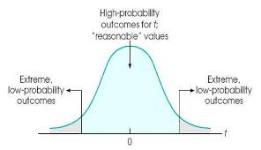 High-probability
outcomes for t;
"reasonable" values
Extreme,
low-probability
outcomes
Extreme,
low-probability
outcomes
t
0